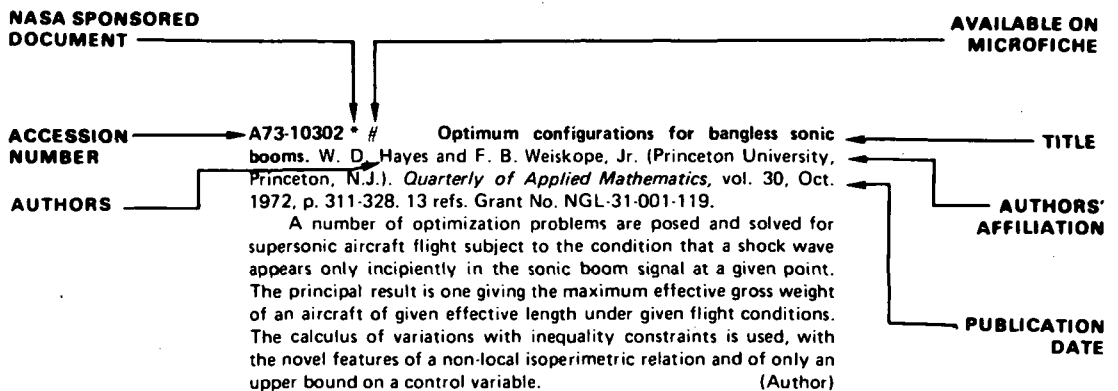 NASA SPONSORED
DOCUMENT
AVAILABLE ON
MICROFICHE
ACCESSION
NUMBER
A73-10302 * # Optimum configurations for bangless sonic
TITLE
booms. W. D. Hayes and F. B. Weiskope, Jr. (Princeton University,
Princeton, N.J.). Quarterly of Applied Mathematics, vol. 30, Oct.
AUTHORS
1972, p. 311-328. 13 refs. Grant No. NGL-31-001-119.
AUTHORS'
AFFILIATION
A number of optimization problems are posed and solved for
supersonic aircraft flight subject to the condition that a shock wave
appears only incipiently in the sonic boom signal at a given point.
The principal result is one giving the maximum effective gross weight
of an aircraft of given effective length under given flight conditions.
The calculus of variations with inequality constraints is used, with
PUBLICATION
DATE
the novel features of a non-local isoperimetric relation and of only an
upper bound on a control variable. (Author)